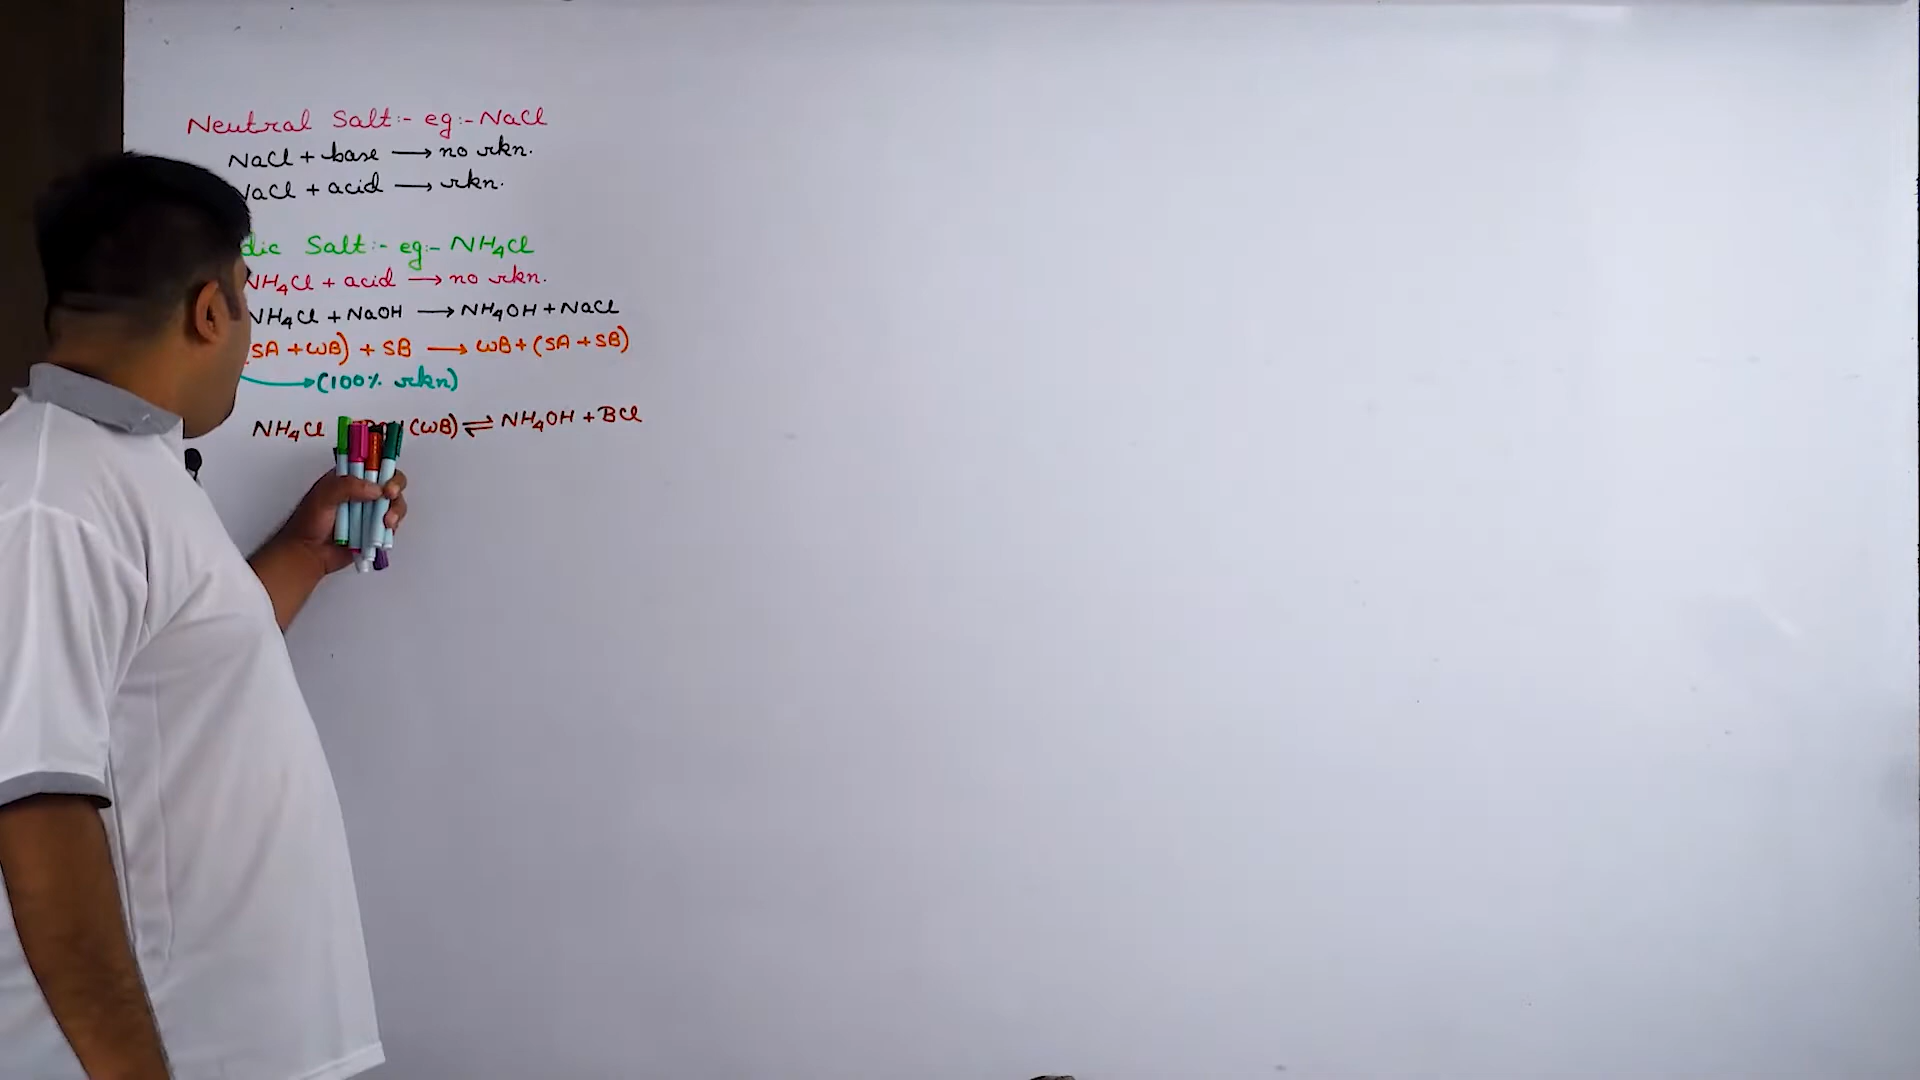 Neutral Salt:- eg:- NaCl
NaCl + base ⟶ no rkn.
NaCl + acid ⟶ rkn.
dic Salt:- eg:- NH₄Cl
NH₄Cl + acid ⟶ no rkn.
NH₄Cl + NaOH ⟶ NH₄OH + NaCl
(SA + WB) + SB ⟶ WB + (SA + SB)
⟶ (100% rkn)
NH₄Cl (WB) ⇌ NH₄OH + BCl